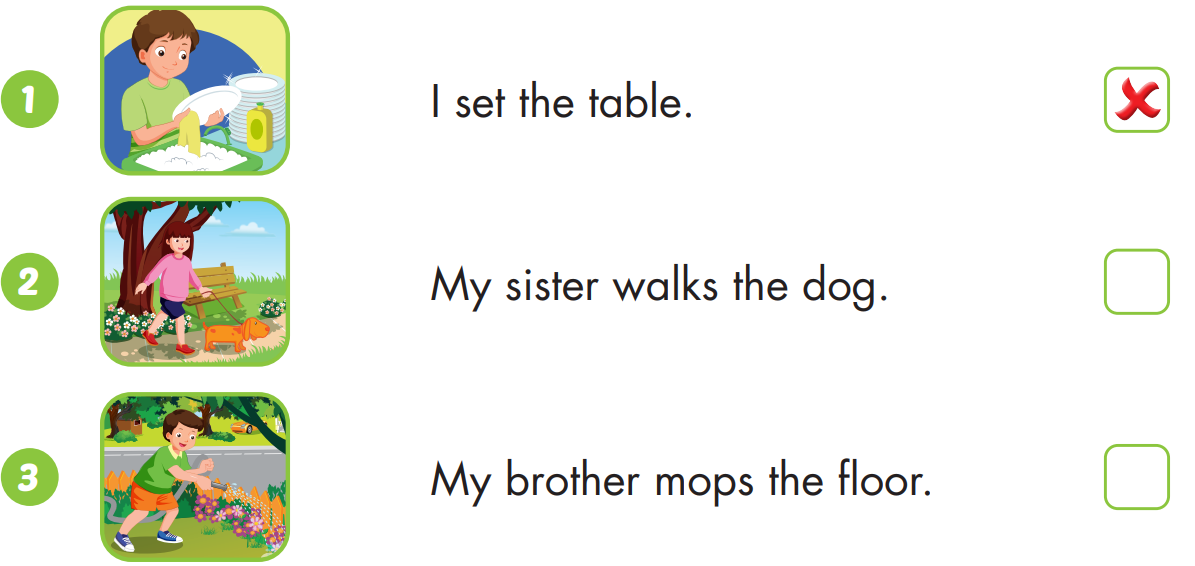 1 I set the table.
2 My sister walks the dog.
3 My brother mops the floor.